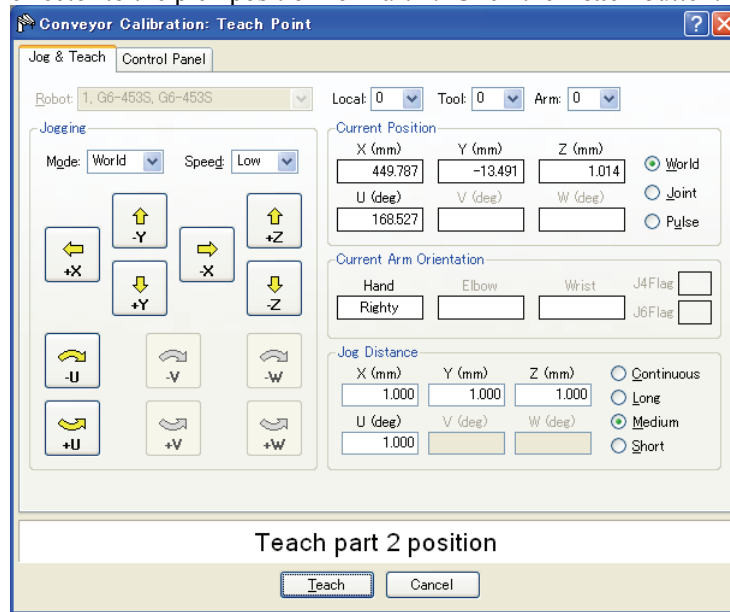 Conveyor Calibration: Teach Point
Jog & Teach Control Panel
Robot: 1, G6-453S, G6-453S Local: 0 Tool: 0 Arm: 0
Jogging
Mode: World Speed: Low
-Y +Z
+X -X
+Y -Z
-U -V -W
+U +V +W
Current Position
X (mm) Y (mm) Z (mm)
449.787 -13.491 1.014
U (deg) V (deg) W (deg)
168.527
World
Joint
Pulse
Current Arm Orientation
Hand Elbow Wrist J4Flag
Righty J6Flag
Jog Distance
X (mm) Y (mm) Z (mm)
1.000 1.000 1.000
U (deg) V (deg) W (deg)
1.000
Continuous
Long
Medium
Short
Teach part 2 position
Teach Cancel